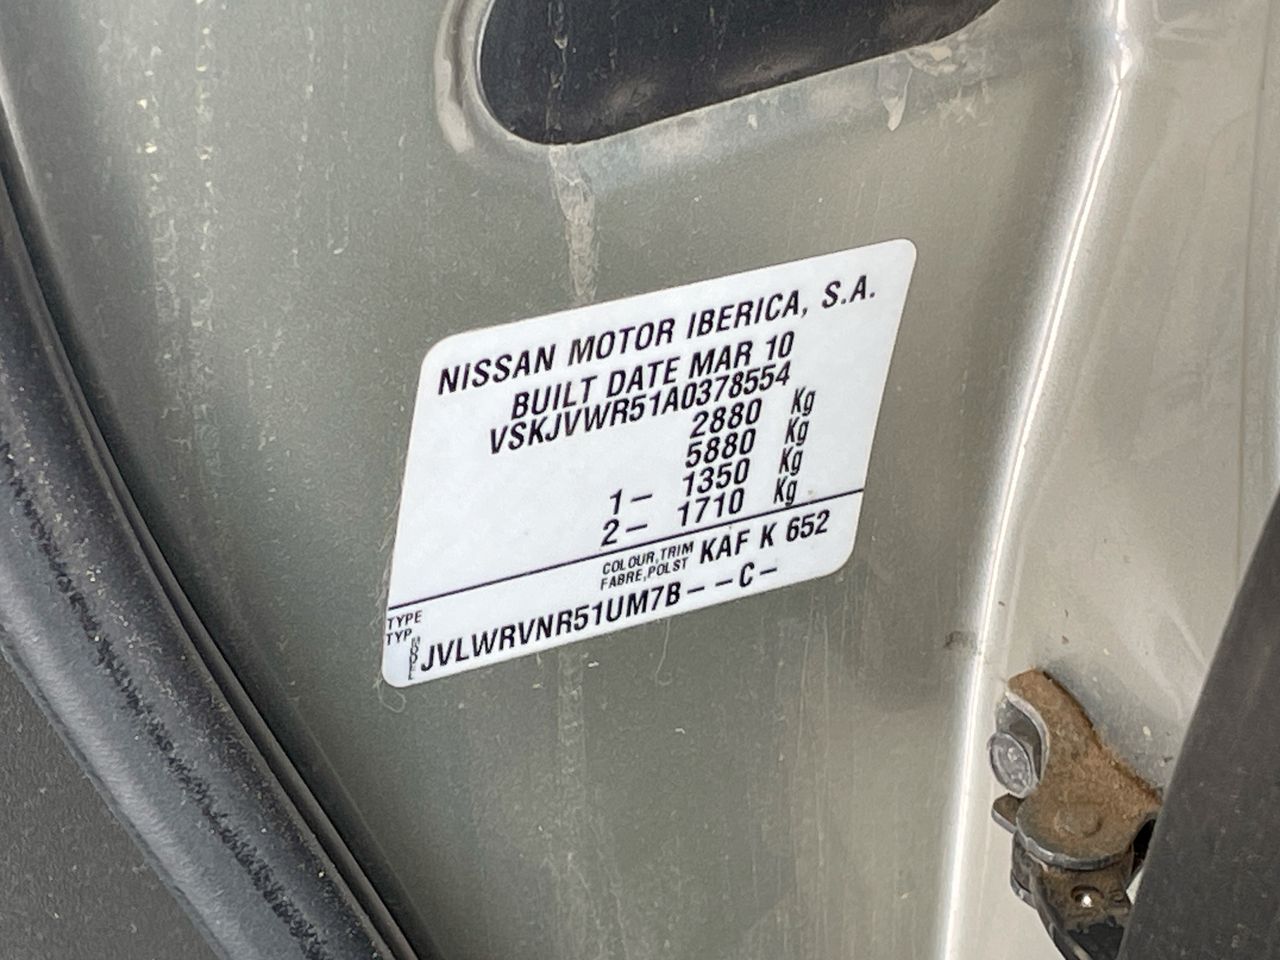 NISSAN MOTOR IBERICA, S.A.
BUILT DATE MAR 10
VSKJVWR51A0378554
2880 Kg
5880 Kg
1- 1350 Kg
2- 1710 Kg
COLOUR,TRIM KAF K 652
FABRE,POLST
TYPE
TYP
MODEL JVLWRVNR51UM7B--C-